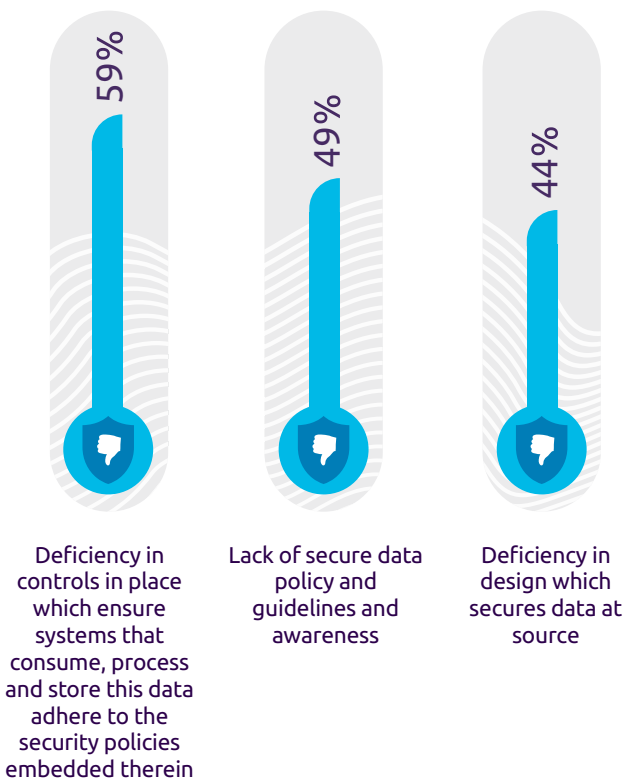 59%
49%
44%
Deficiency in
controls in place
which ensure
systems that
consume, process
and store this data
adhere to the
security policies
embedded therein
Lack of secure data
policy and
guidelines and
awareness
Deficiency in
design which
secures data at
source